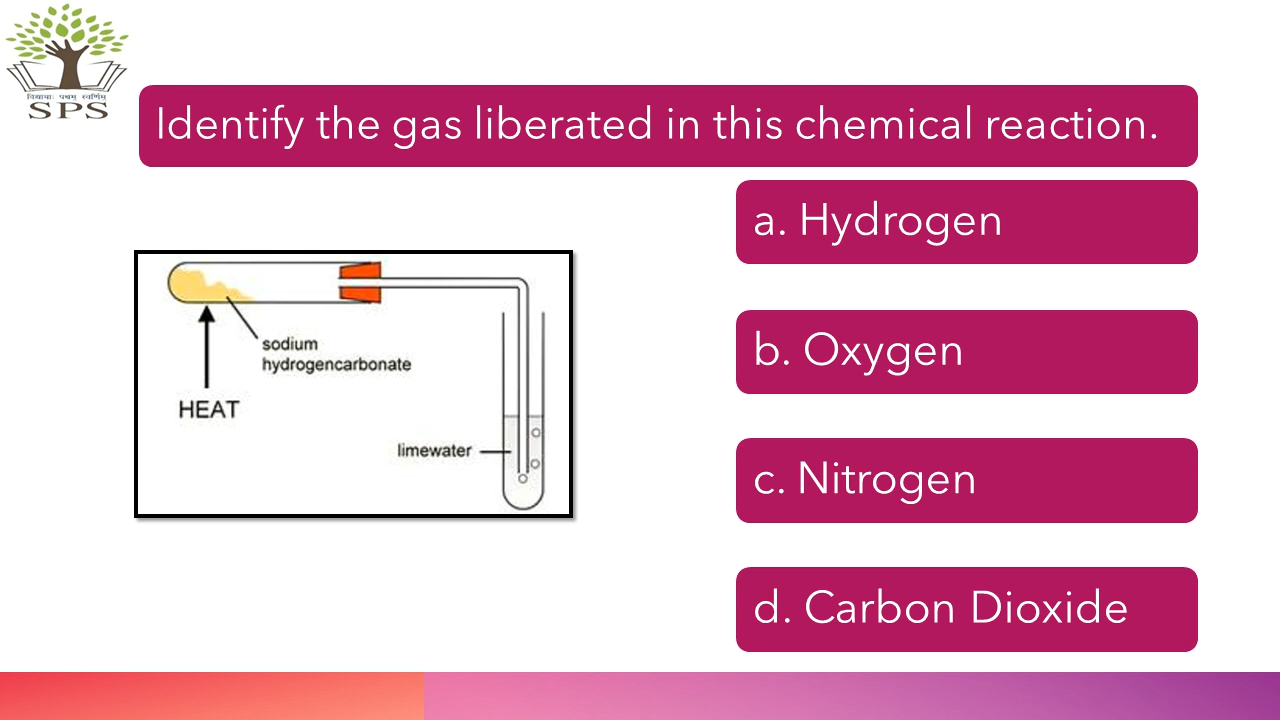 विद्यायाः पथम् स्वर्णिम्
SPS
Identify the gas liberated in this chemical reaction.
a. Hydrogen
b. Oxygen
c. Nitrogen
d. Carbon Dioxide
sodium
hydrogencarbonate
HEAT
limewater